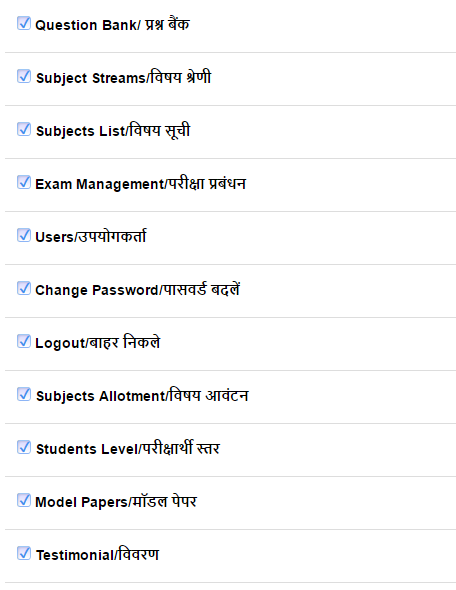 Question Bank/ प्रश्न बैंक
Subject Streams/विषय श्रेणी
Subjects List/विषय सूची
Exam Management/परीक्षा प्रबंधन
Users/उपयोगकर्ता
Change Password/पासवर्ड बदलें
Logout/बाहर निकले
Subjects Allotment/विषय आवंटन
Students Level/परीक्षार्थी स्तर
Model Papers/मॉडल पेपर
Testimonial/विवरण